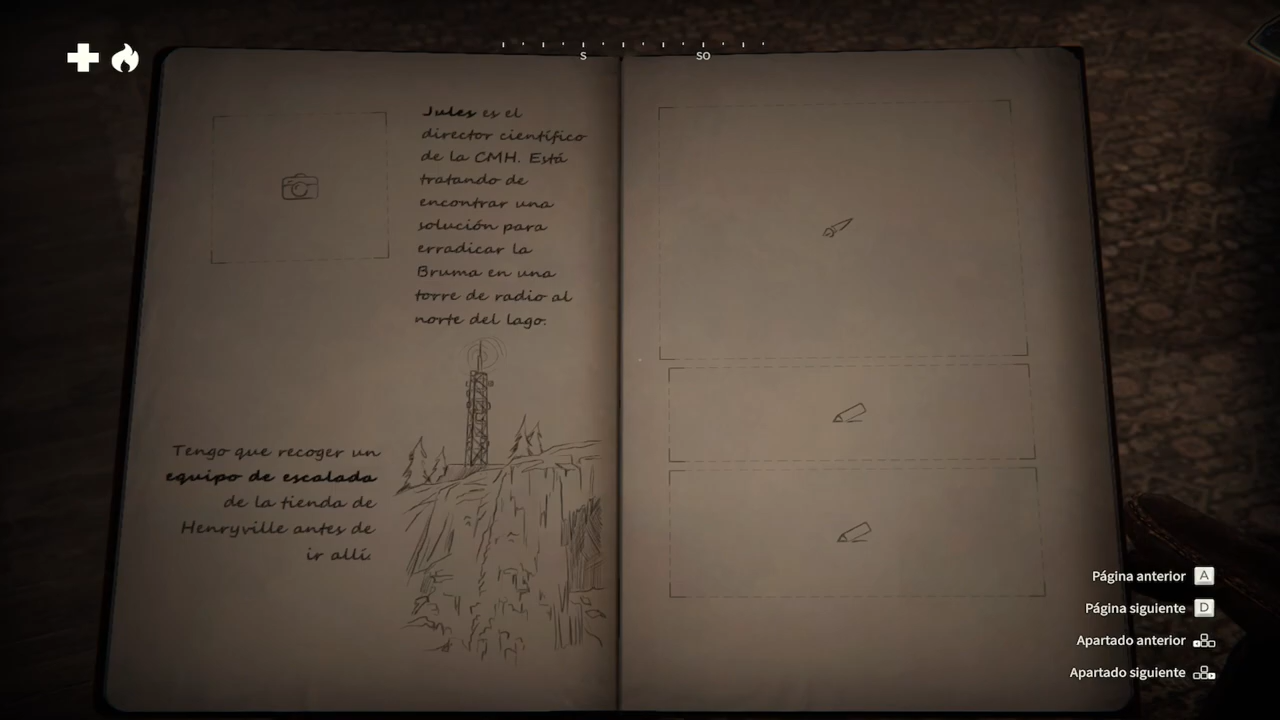 S
SO
Jules es el
director científico
de la CMH. Está
tratando de
encontrar una
solución para
erradicar la
Bruma en una
torre de radio al
norte del lago.
Tengo que recoger un
equipo de escalada
de la tienda de
Henryville antes de
ir allí.
Página anterior A
Página siguiente D
Apartado anterior
Apartado siguiente